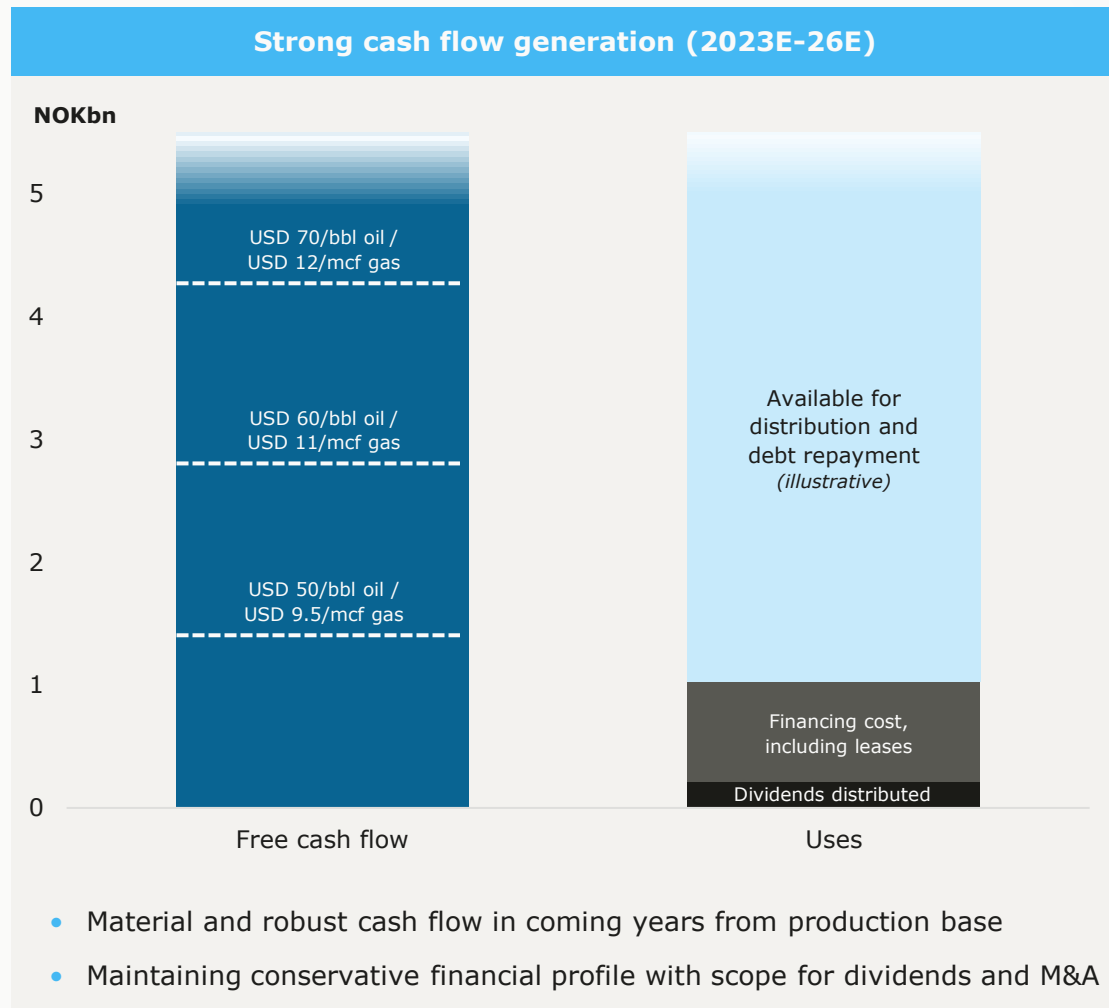 Strong cash flow generation (2023E-26E)
NOKbn
5
4
3
2
1
0
USD 70/bbl oil /
USD 12/mcf gas
USD 60/bbl oil /
USD 11/mcf gas
USD 50/bbl oil /
USD 9.5/mcf gas
Available for
distribution and
debt repayment
(illustrative)
Financing cost,
including leases
Dividends distributed
Free cash flow
Uses
• Material and robust cash flow in coming years from production base
• Maintaining conservative financial profile with scope for dividends and M&A